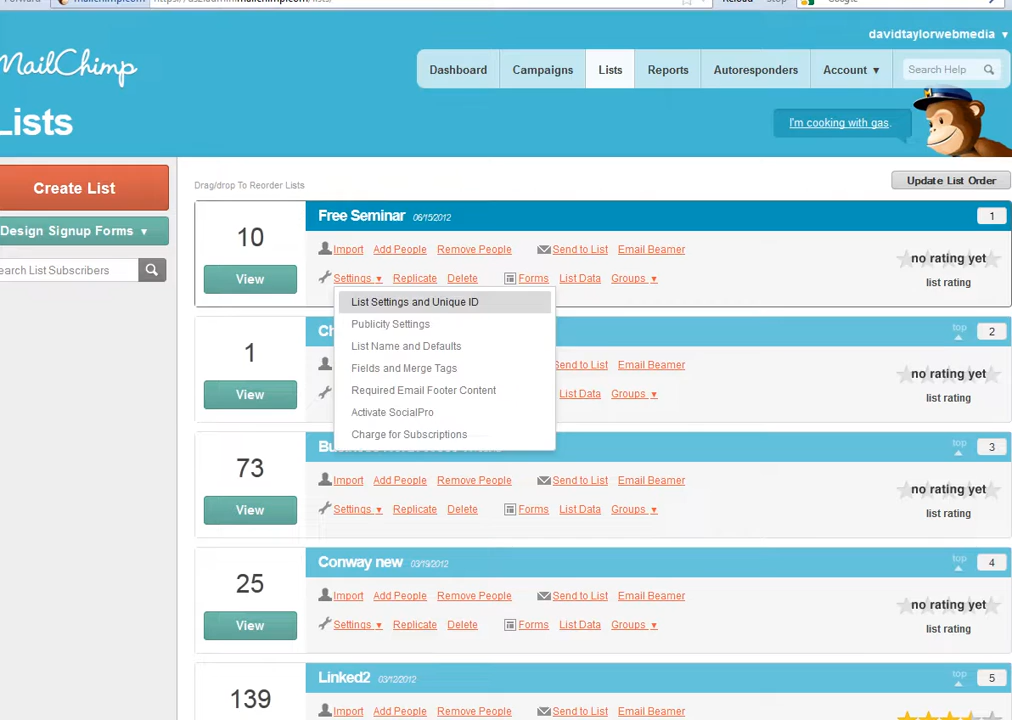 mailchimp.com
Reload
Google
davidtaylorwebmedia ▼
MailChimp
Dashboard Campaigns Lists Reports Autoresponders Account ▼ Search Help
Lists
I'm cooking with gas.
Create List
Design Signup Forms ▼
earch List Subscribers
Drag/drop To Reorder Lists
Update List Order
10
View
Free Seminar 06/15/2012
1
Import Add People Remove People Send to List Email Beamer
Settings ▼ Replicate Delete Forms List Data Groups ▼
no rating yet
list rating
List Settings and Unique ID
Publicity Settings
List Name and Defaults
Fields and Merge Tags
Required Email Footer Content
Activate SocialPro
Charge for Subscriptions
1
View
Ch
top
2
Send to List Email Beamer
List Data Groups ▼
no rating yet
list rating
73
View
top
3
Import Add People Remove People Send to List Email Beamer
Settings ▼ Replicate Delete Forms List Data Groups ▼
no rating yet
list rating
25
View
Conway new 03/19/2012
top
4
Import Add People Remove People Send to List Email Beamer
Settings ▼ Replicate Delete Forms List Data Groups ▼
no rating yet
list rating
139
Linked2 03/12/2012
top
5
Import Add People Remove People Send to List Email Beamer